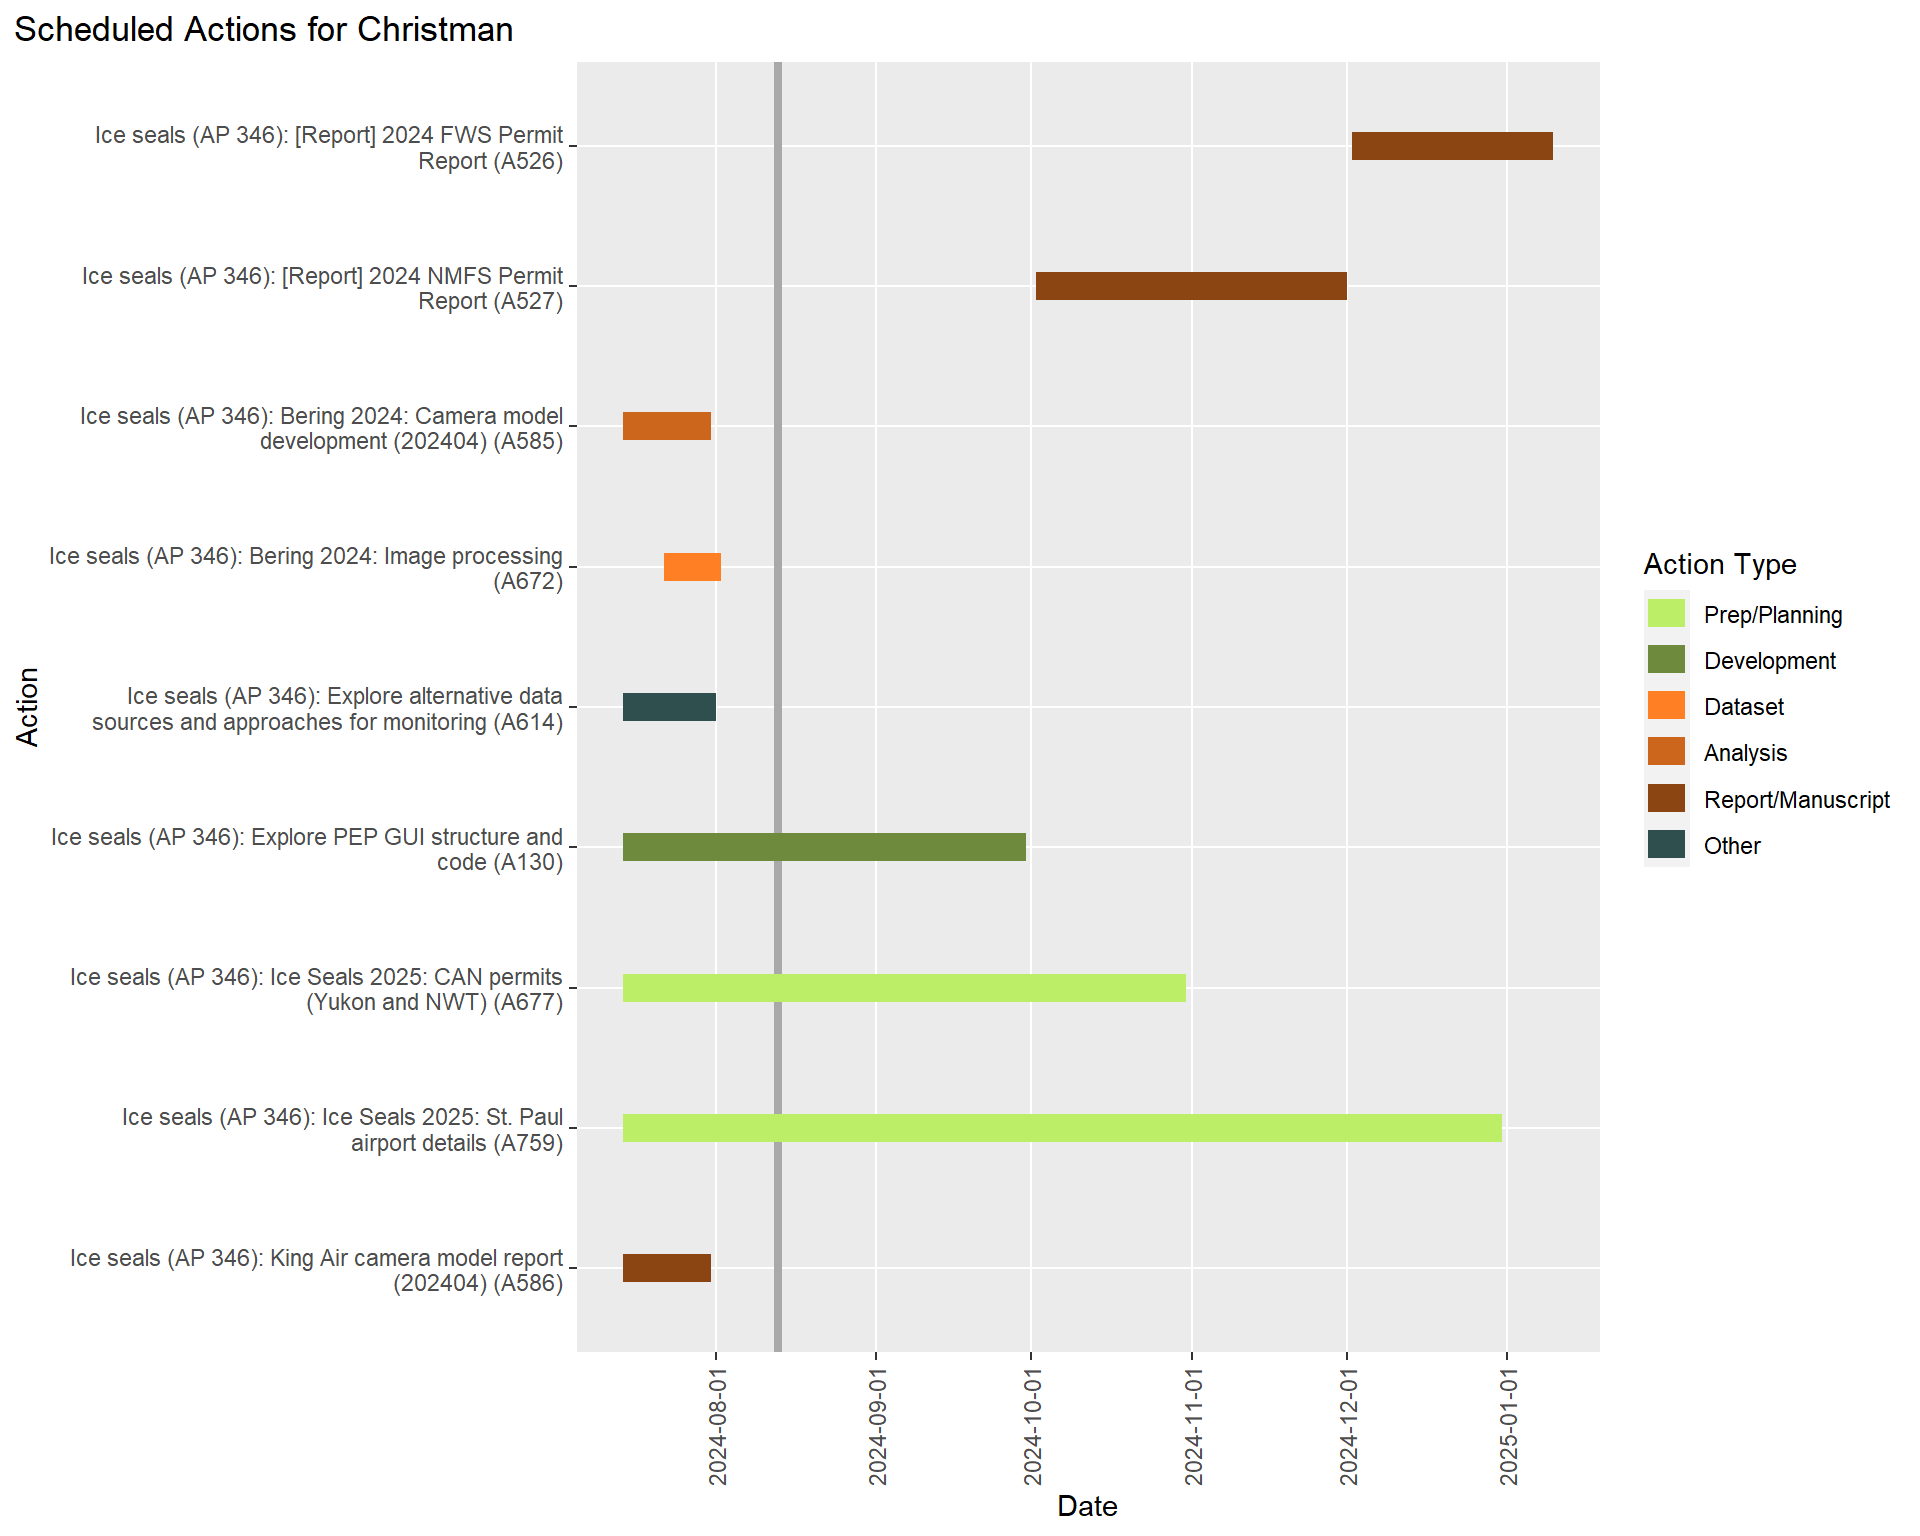 Scheduled Actions for Christman
Ice seals (AP 346): [Report] 2024 FWS Permit
Report (A526)
Ice seals (AP 346): [Report] 2024 NMFS Permit
Report (A527)
Ice seals (AP 346): Bering 2024: Camera model
development (202404) (A585)
Ice seals (AP 346): Bering 2024: Image processing
(A672)
Ice seals (AP 346): Explore alternative data
sources and approaches for monitoring (A614)
Ice seals (AP 346): Explore PEP GUI structure and
code (A130)
Ice seals (AP 346): Ice Seals 2025: CAN permits
(Yukon and NWT) (A677)
Ice seals (AP 346): Ice Seals 2025: St. Paul
airport details (A759)
Ice seals (AP 346): King Air camera model report
(202404) (A586)
Action
2024-08-01
2024-09-01
2024-10-01
2024-11-01
2024-12-01
2025-01-01
Date
Action Type
Prep/Planning
Development
Dataset
Analysis
Report/Manuscript
Other